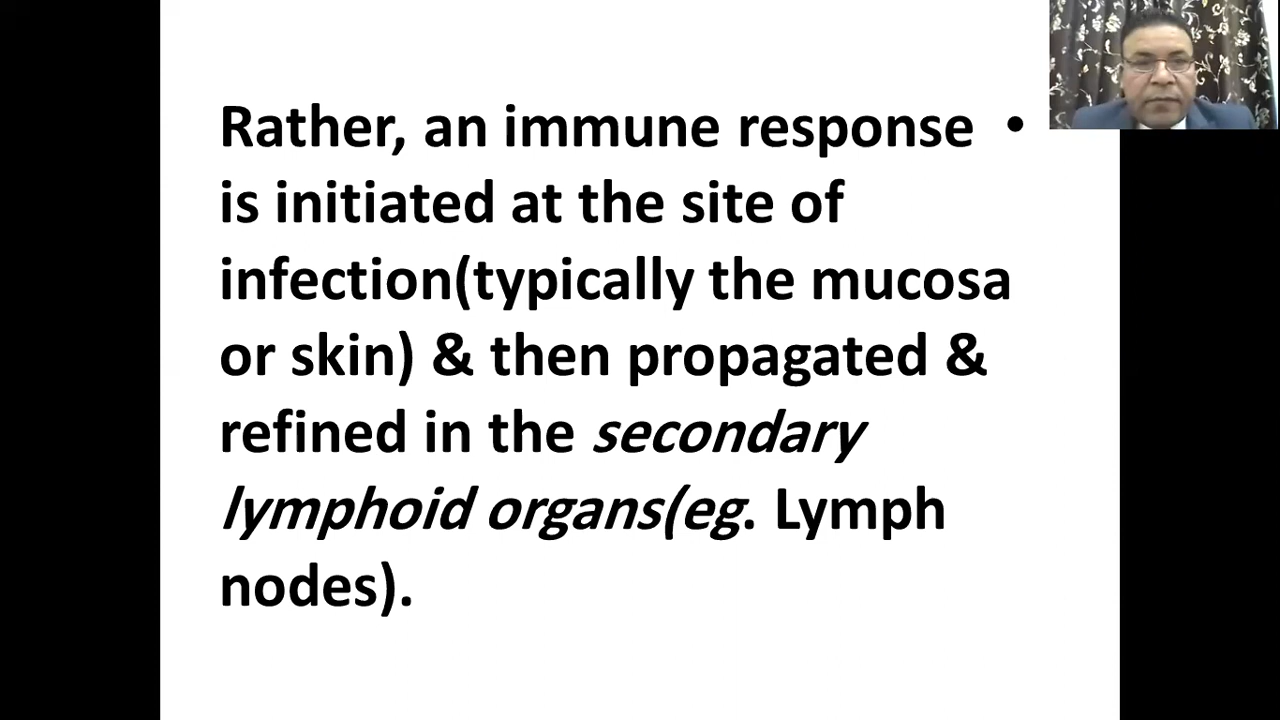 Rather, an immune response •
is initiated at the site of
infection(typically the mucosa
or skin) & then propagated &
refined in the secondary
lymphoid organs(eg. Lymph
nodes).